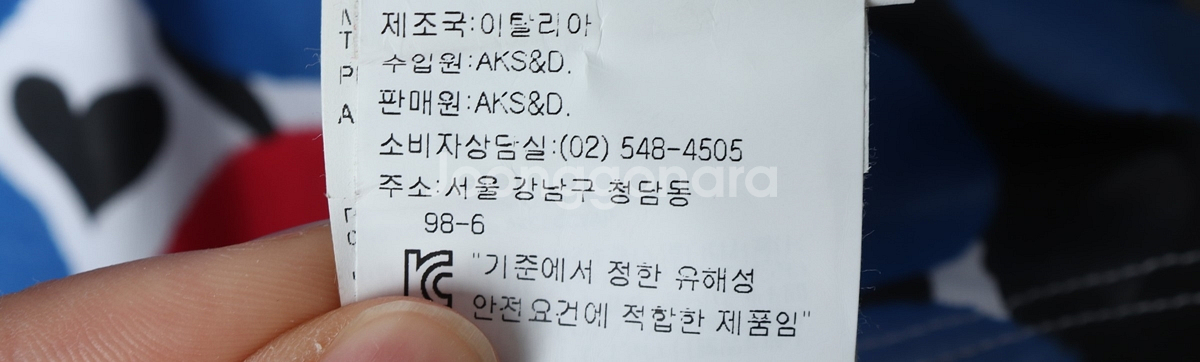 제조국:이탈리아
수입원:AKS&D.
판매원:AKS&D.
소비자상담실:(02) 548-4505
주소:서울 강남구 청담동
98-6
"기준에서 정한 유해성
안전요건에 적합한 제품임"
joonggonara